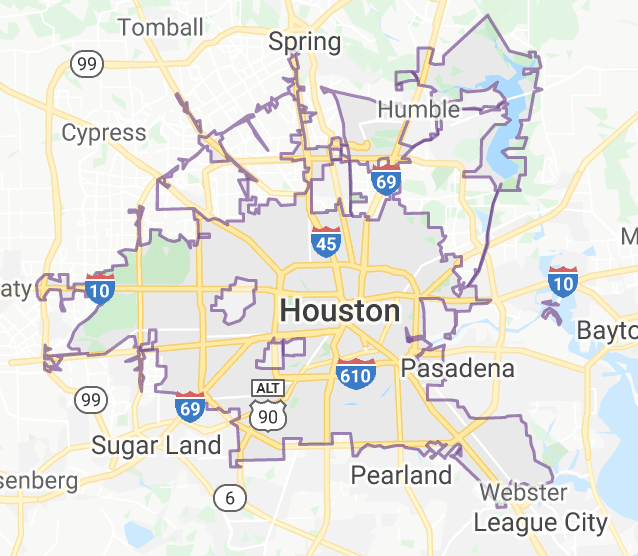 Tomball
Spring
99
Humble
Cypress
69
45
aty
10
10
M
Houston
Bayto
610
Pasadena
ALT
90
69
99
Sugar Land
senberg
Pearland
6
Webster
League City